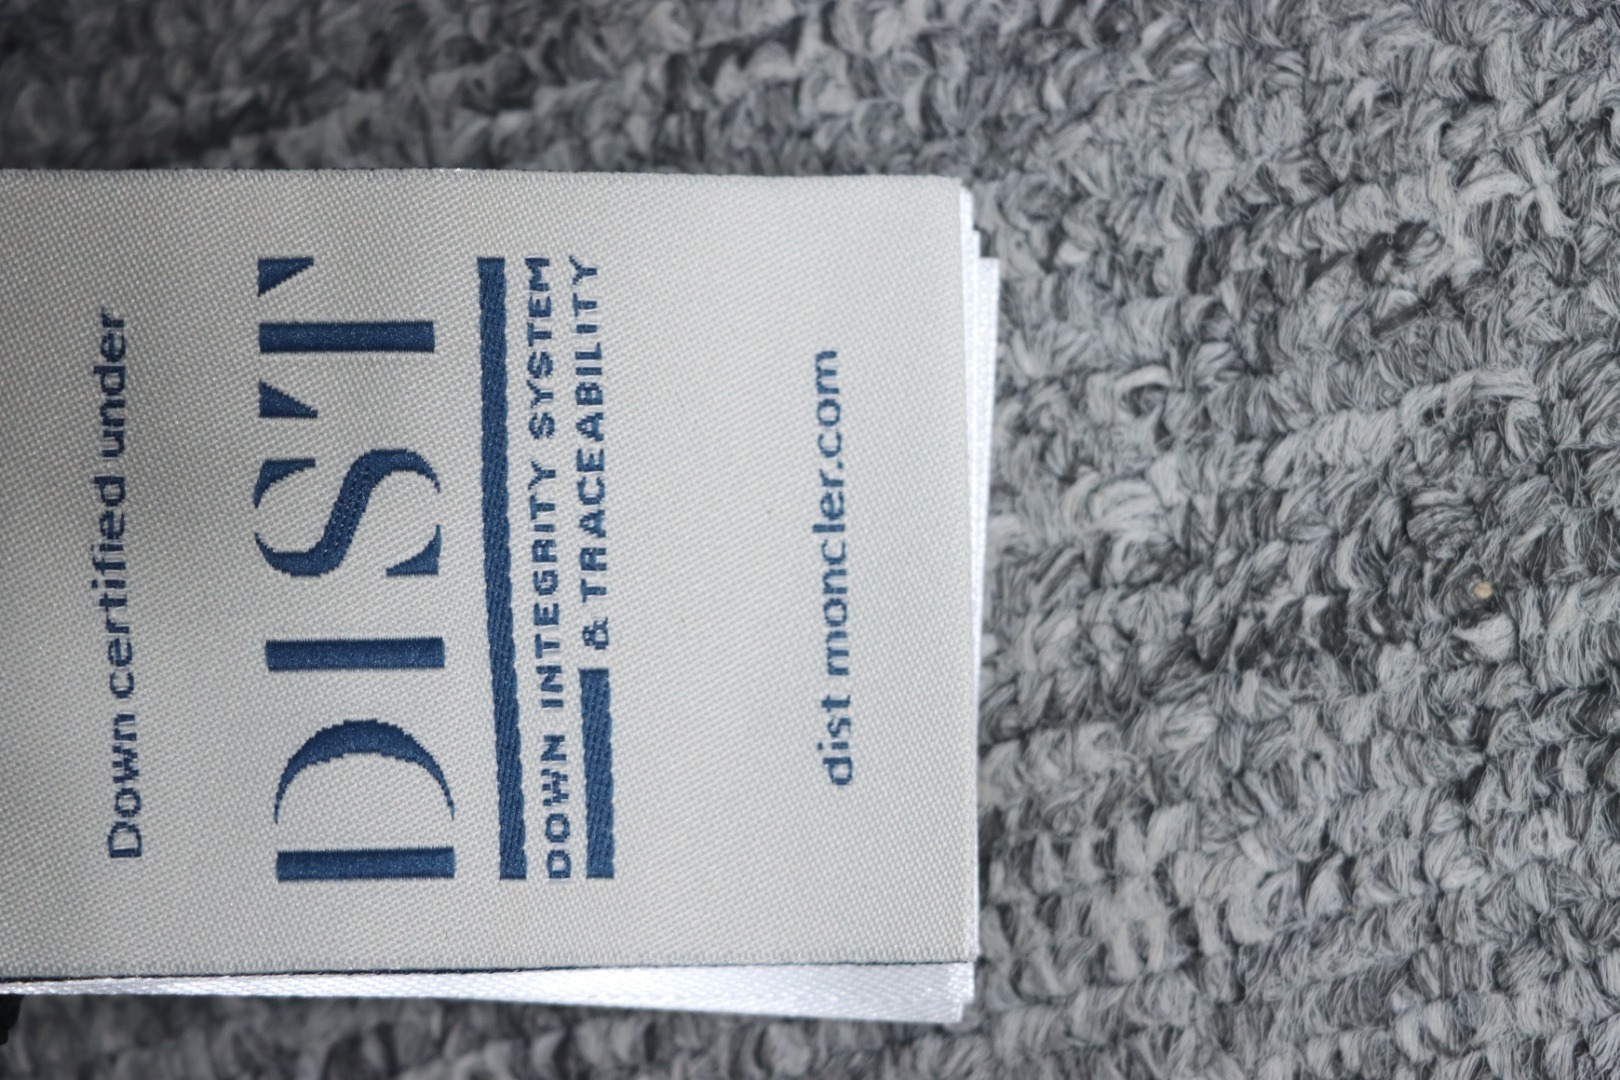 Down certified under
DIST
DOWN INTEGRITY SYSTEM
& TRACEABILITY
dist moncler.com